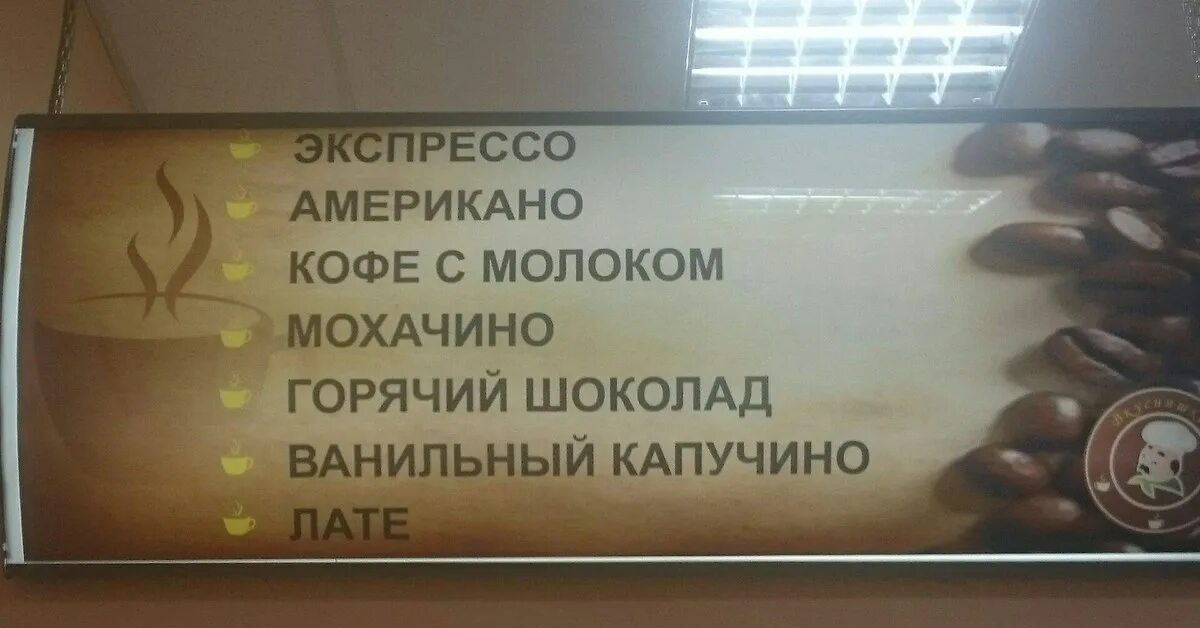 ЭКСПРЕССО
АМЕРИКАНО
КОФЕ С МОЛОКОМ
МОХАЧИНО
ГОРЯЧИЙ ШОКОЛАД
ВАНИЛЬНЫЙ КАПУЧИНО
ЛАТЕ